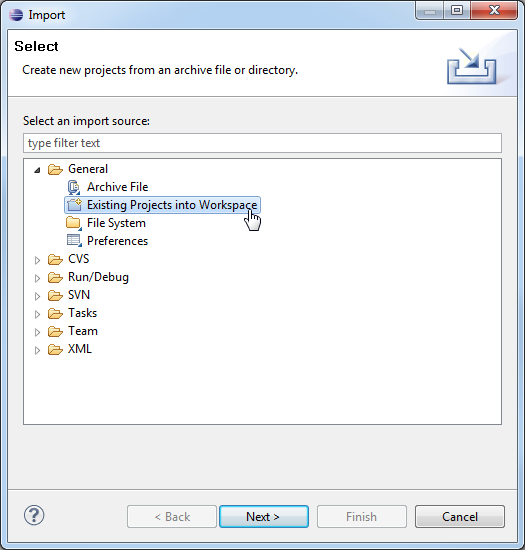 Import
Select
Create new projects from an archive file or directory.
Select an import source:
type filter text
General
Archive File
Existing Projects into Workspace
File System
Preferences
CVS
Run/Debug
SVN
Tasks
Team
XML
? < Back Next > Finish Cancel